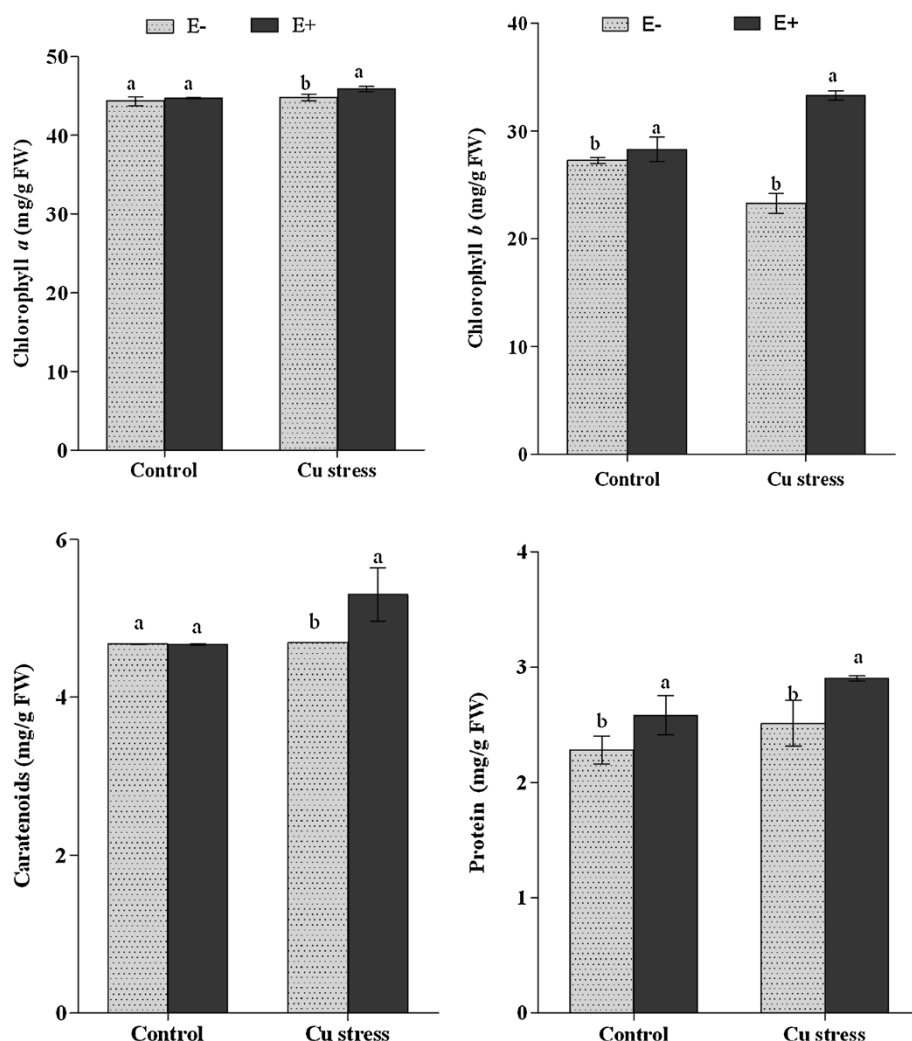 E- E+
50
40
30
20
10
0
Chlorophyll a (mg/g FW)
a a b a
Control Cu stress
E- E+
40
30
20
10
0
Chlorophyll b (mg/g FW)
b a b a
Control Cu stress
6
4
2
0
Caratenoids (mg/g FW)
a a b a
Control Cu stress
4
3
2
1
0
Protein (mg/g FW)
b a b a
Control Cu stress